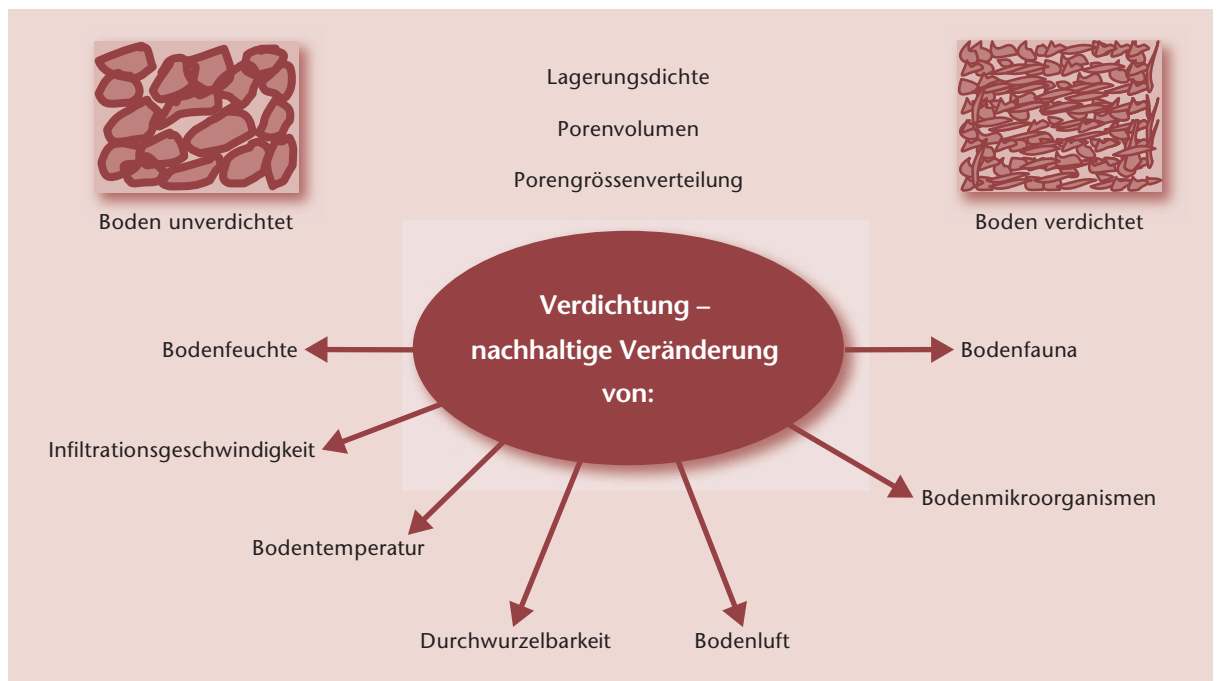 Lagerungsdichte
Porenvolumen
Porengrössenverteilung
Boden unverdichtet
Boden verdichtet
Verdichtung –
nachhaltige Veränderung
von:
Bodenfeuchte
Bodenfauna
Infiltrationsgeschwindigkeit
Bodenmikroorganismen
Bodentemperatur
Durchwurzelbarkeit
Bodenluft